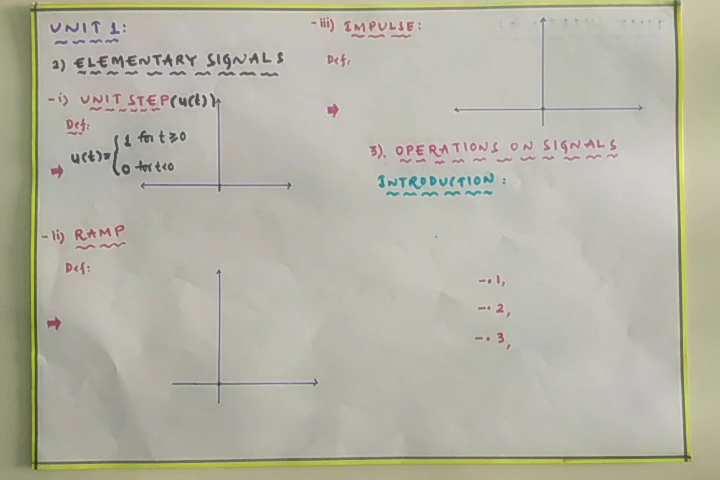 UNIT 1:
2) ELEMENTARY SIGNALS
-i) UNIT STEP(u(t))
Def:
u(t)={1 for t≥0
0 for t<0
-ii) RAMP
Def:
-iii) IMPULSE:
Def:
3). OPERATIONS ON SIGNALS
INTRODUCTION:
-. 1,
-. 2,
-. 3,